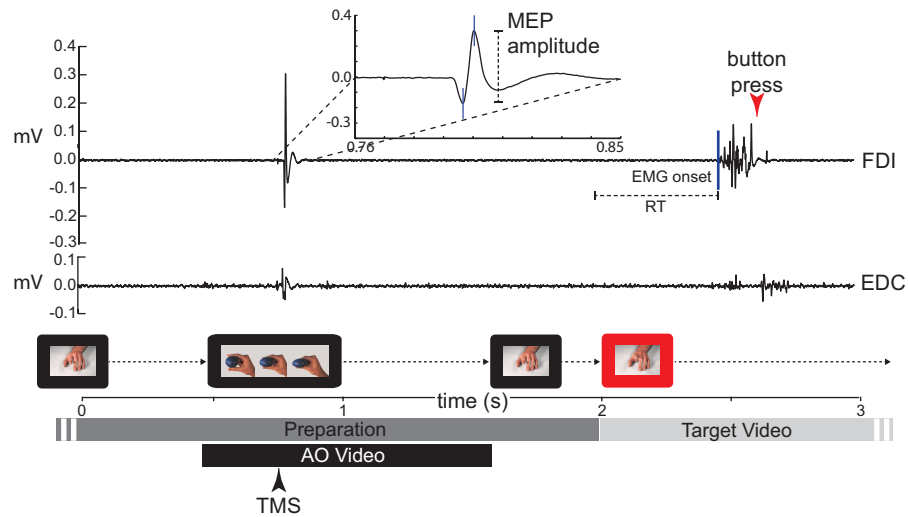 0.4
MEP
amplitude
0.0
-0.3
0.76
0.85
button
press
0.4
0.3
0.2
mV
0.1
0.0
-0.1
-0.2
-0.3
FDI
EMG onset
RT
0.1
mV
0.0
-0.1
EDC
time (s)
0
1
2
3
Preparation
Target Video
AO Video
TMS